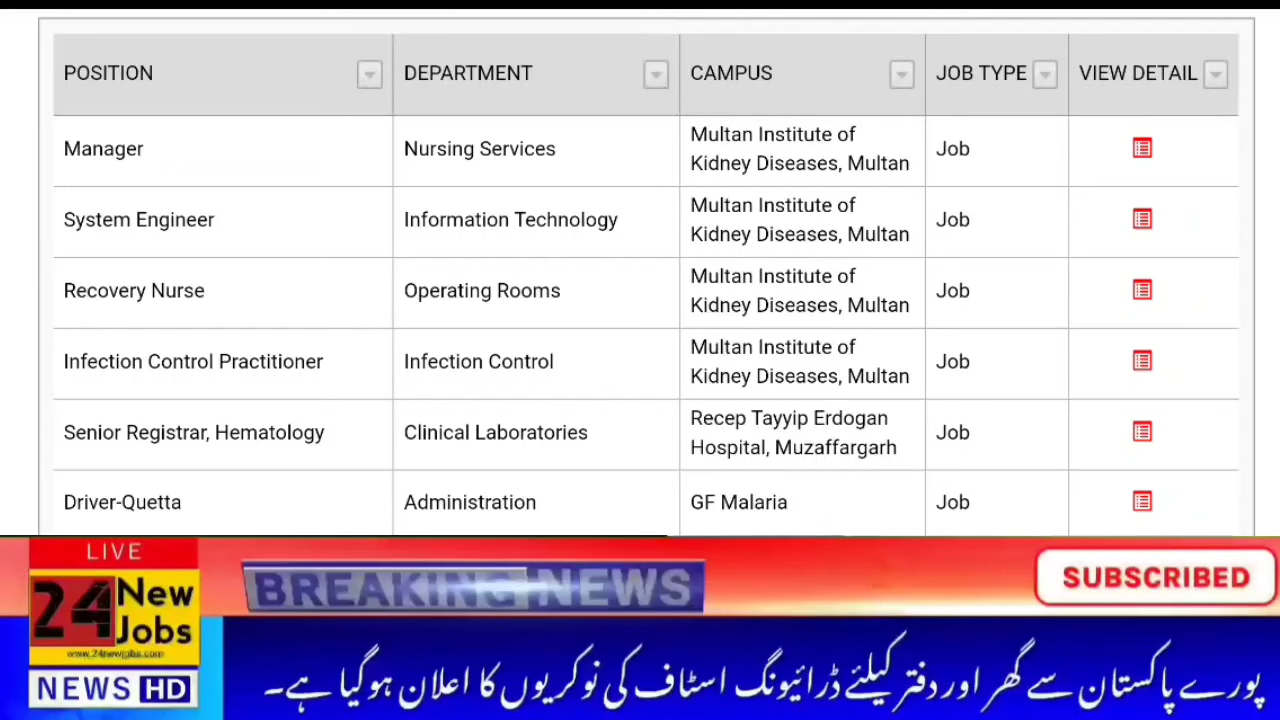 POSITION DEPARTMENT CAMPUS JOB TYPE VIEW DETAIL
Manager Nursing Services Multan Institute of
Kidney Diseases, Multan Job
System Engineer Information Technology Multan Institute of
Kidney Diseases, Multan Job
Recovery Nurse Operating Rooms Multan Institute of
Kidney Diseases, Multan Job
Infection Control Practitioner Infection Control Multan Institute of
Kidney Diseases, Multan Job
Senior Registrar, Hematology Clinical Laboratories Recep Tayyip Erdogan
Hospital, Muzaffargarh Job
Driver-Quetta Administration GF Malaria Job
LIVE
24 New
Jobs
www.24newjobs.com
NEWS HD
BREAKING NEWS
SUBSCRIBED
پورے پاکستان سے گھر اور دفتر کیلئے ڈرائیونگ اسٹاف کی نوکریوں کا اعلان ہوگیا ہے۔